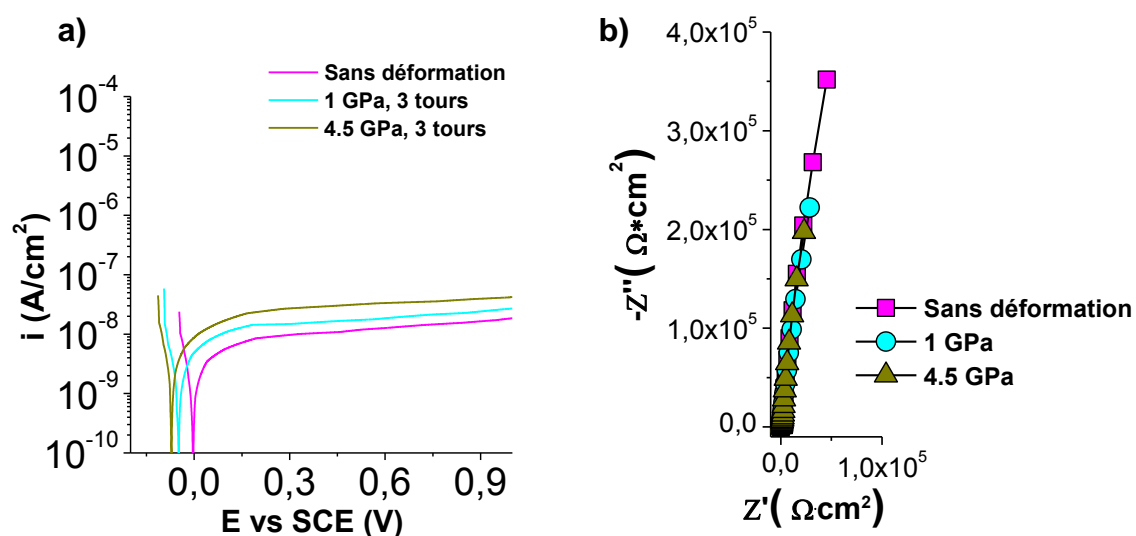 a)
Sans déformation
1 GPa, 3 tours
4.5 GPa, 3 tours
10⁻⁴
10⁻⁵
10⁻⁶
10⁻⁷
10⁻⁸
10⁻⁹
10⁻¹⁰
i (A/cm²)
0,0 0,3 0,6 0,9
E vs SCE (V)
b)
4,0x10⁵
3,0x10⁵
2,0x10⁵
1,0x10⁵
0,0
-Z''( Ω*cm²)
Sans déformation
1 GPa
4.5 GPa
0,0 1,0x10⁵
Z'( Ω·cm²)